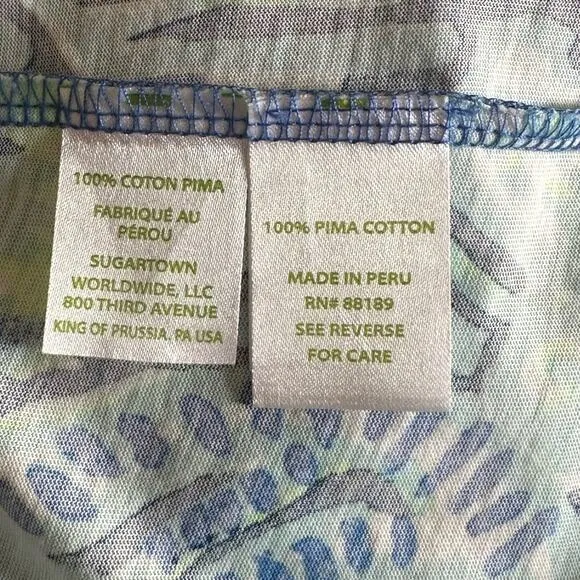 100% COTON PIMA
FABRIQUÉ AU
PÉROU
SUGARTOWN
WORLDWIDE, LLC
800 THIRD AVENUE
KING OF PRUSSIA, PA USA
100% PIMA COTTON
MADE IN PERU
RN# 88189
SEE REVERSE
FOR CARE